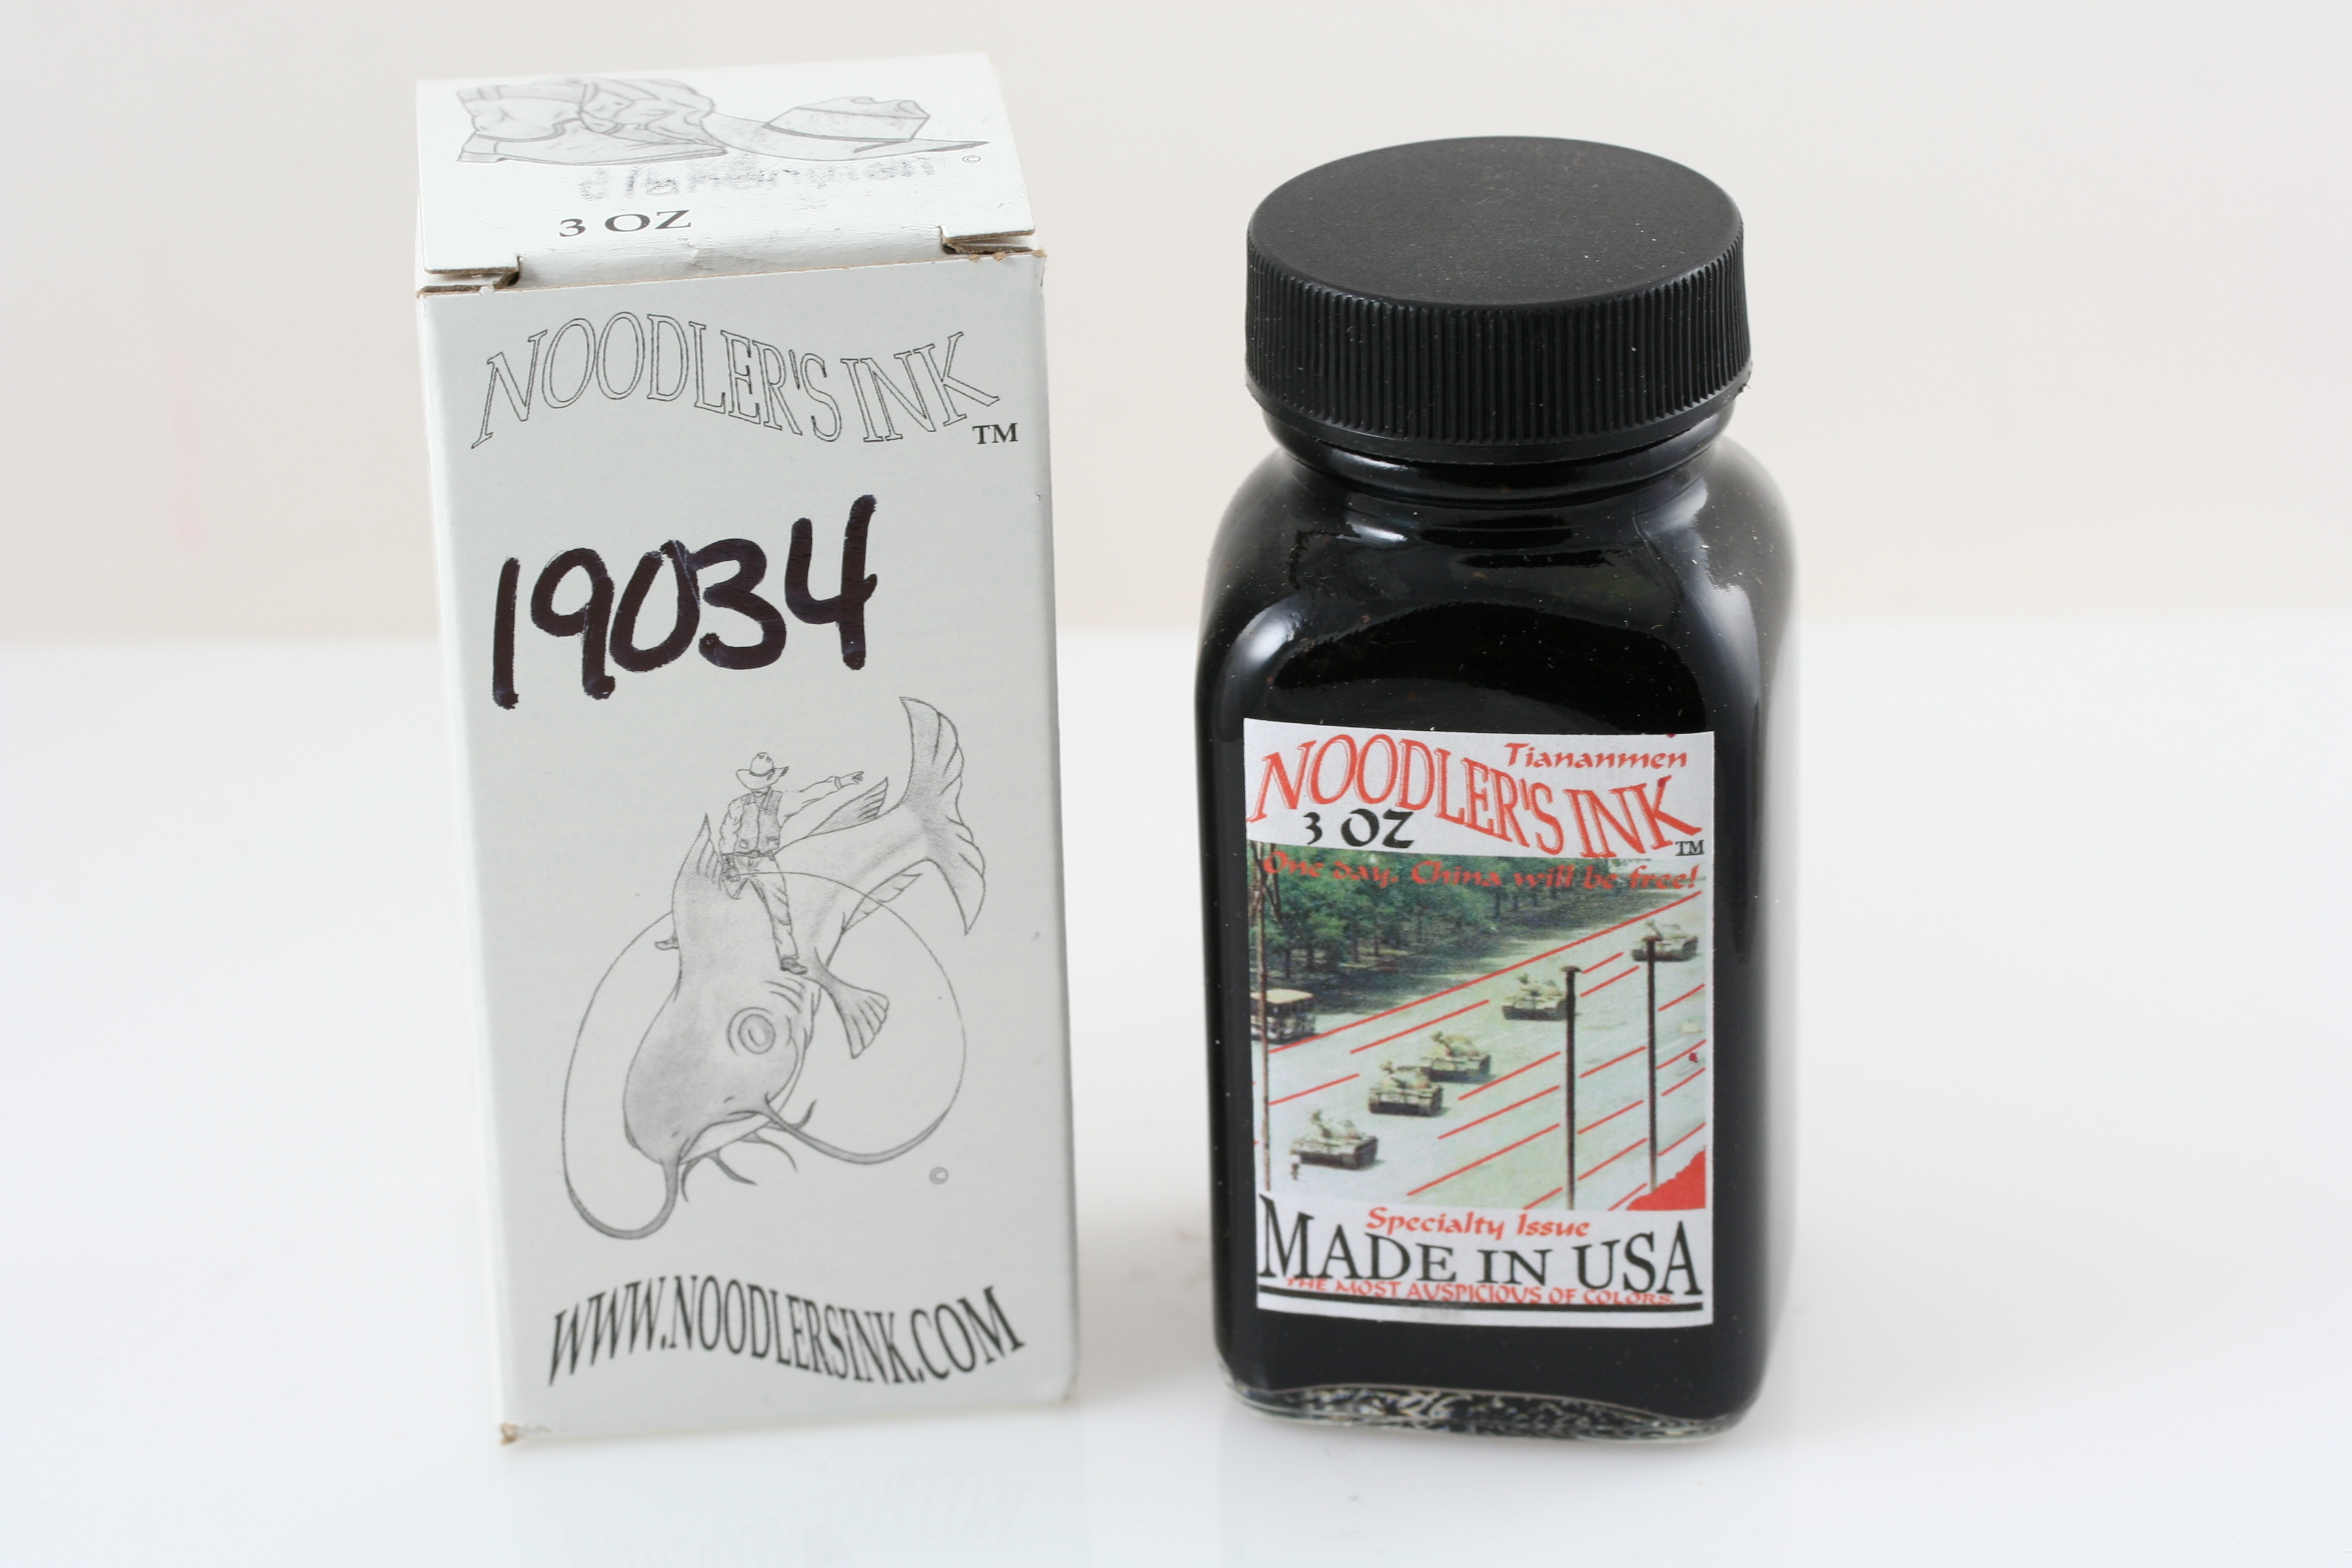 3 OZ
NOODLER'S INK
TM
19034
©
WWW.NOODLERSINK.COM
Tiananmen
NOODLER'S INK
3 OZ
TM
One day, China will be free!
Specialty Issue
MADE IN USA
THE MOST AUSPICIOUS OF COLORS